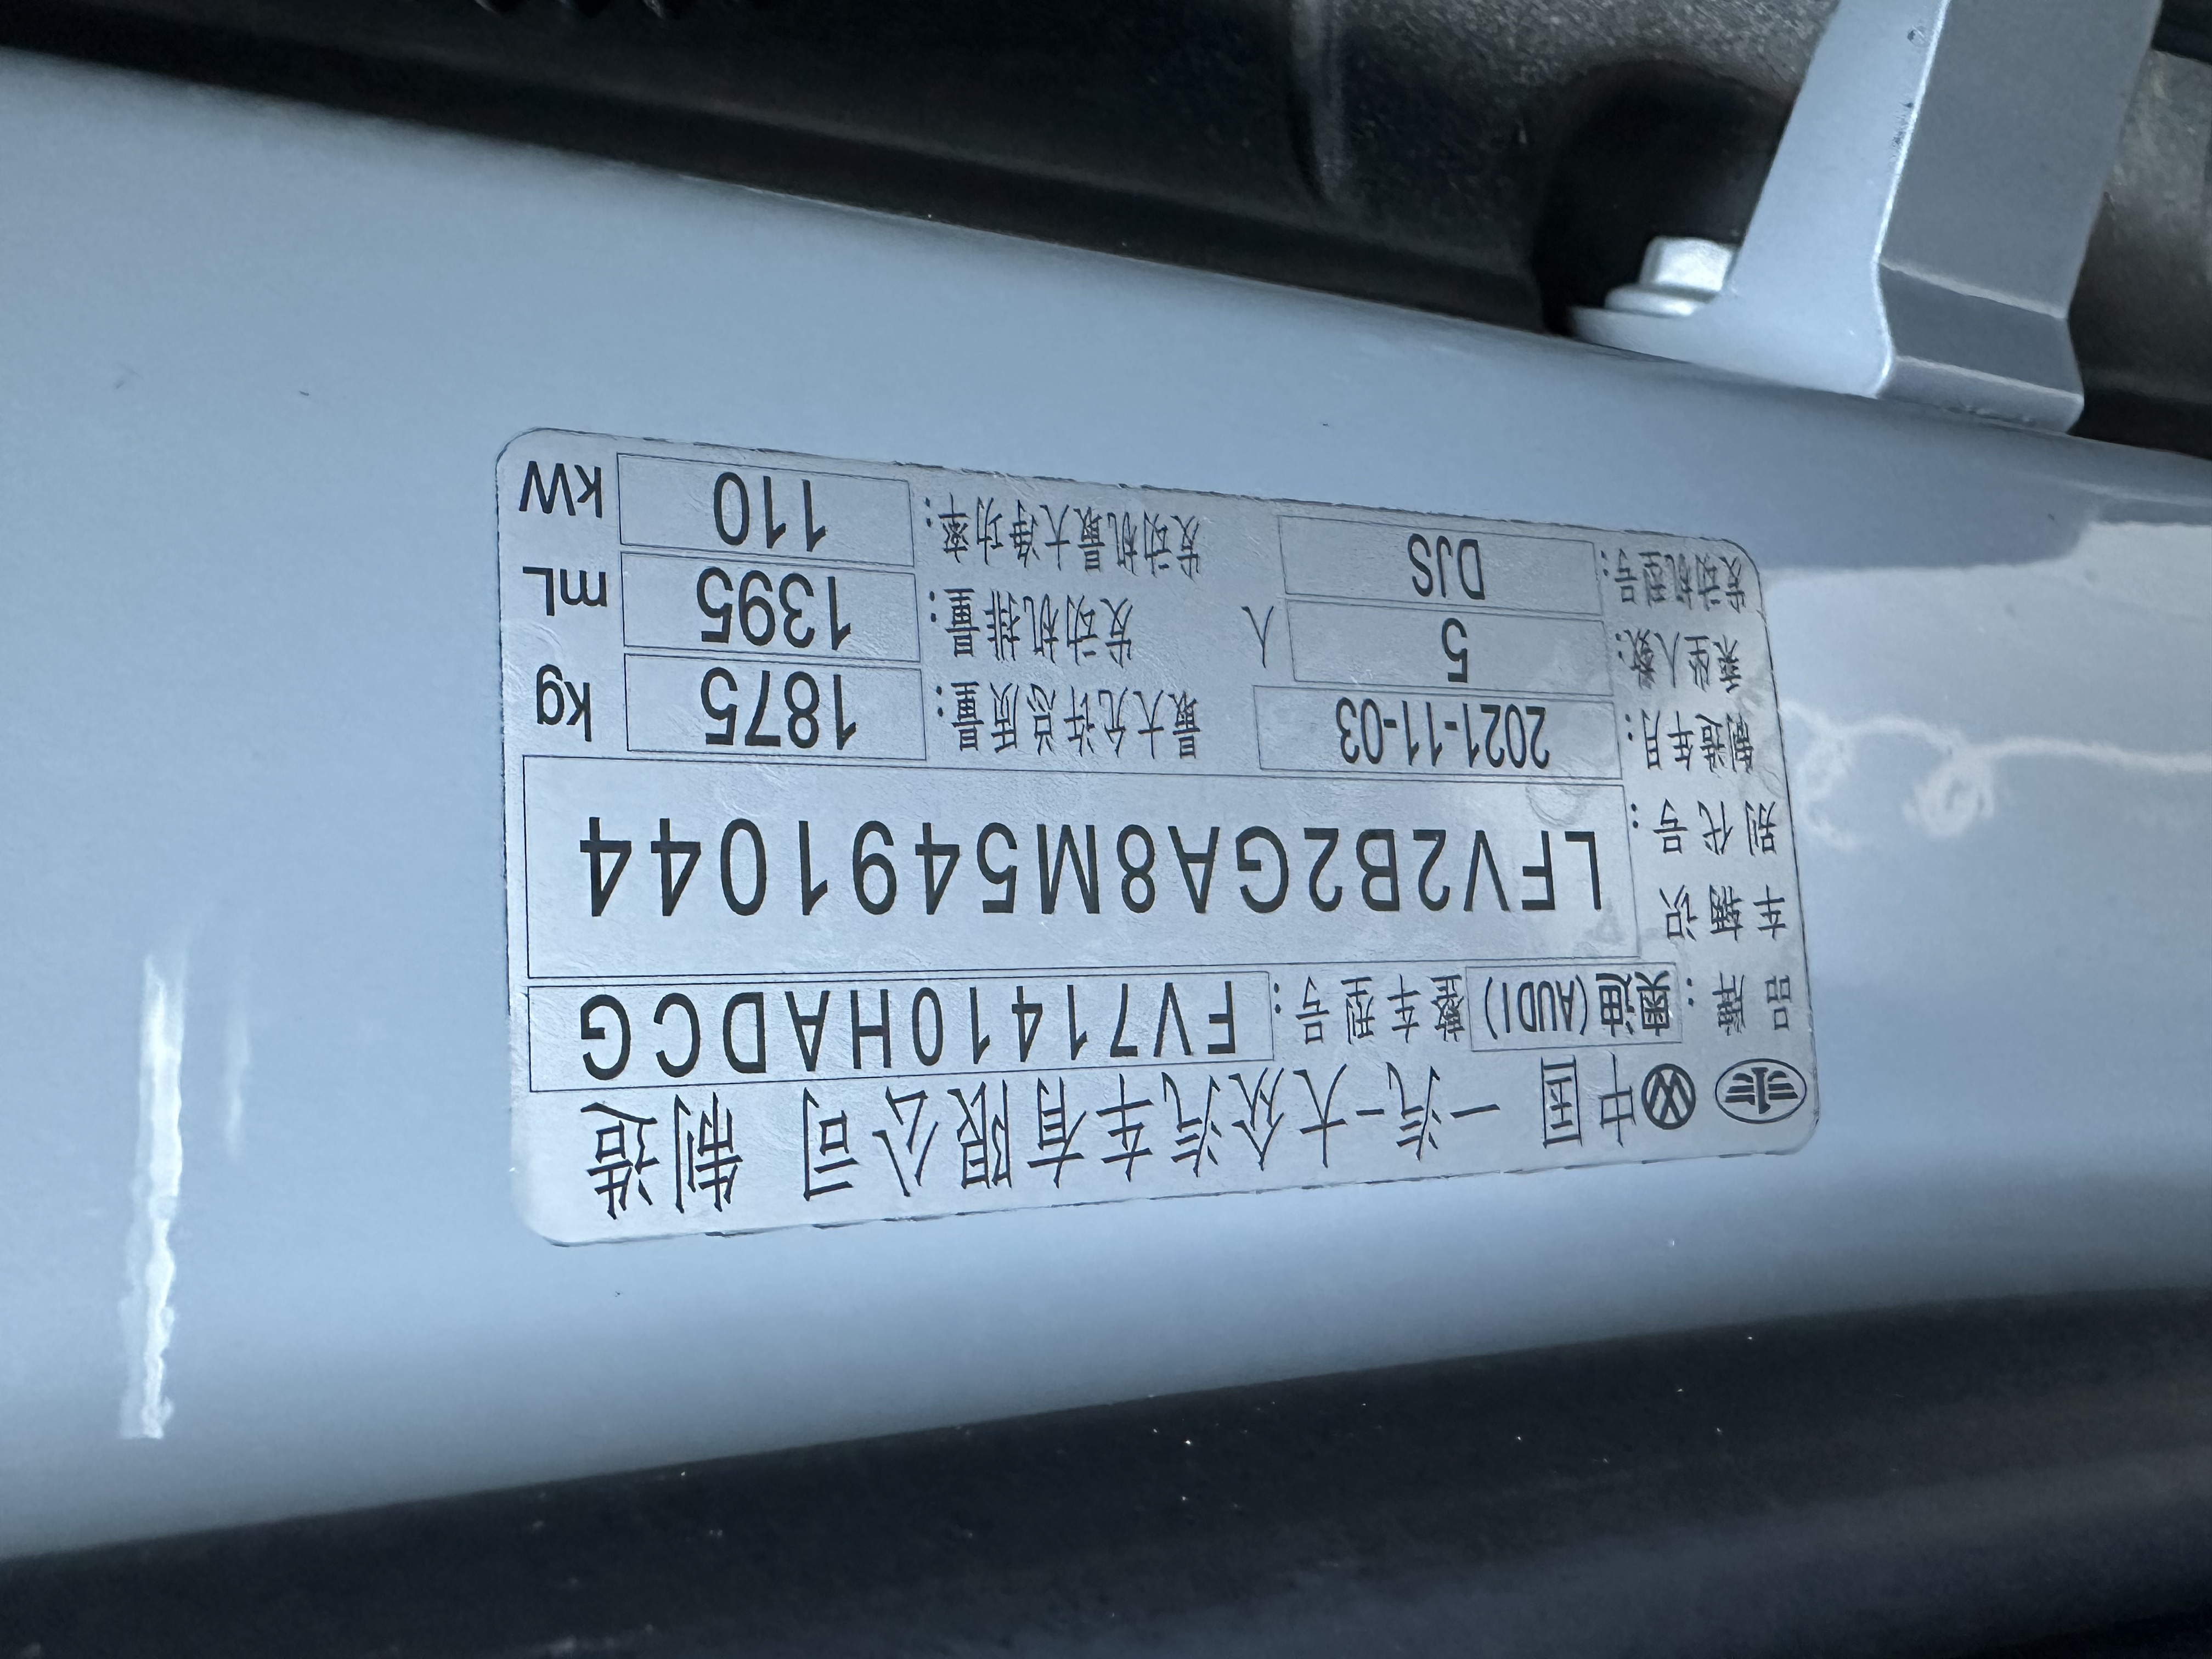 中国 一汽-大众汽车有限公司 制造
品牌： 奥迪(AUDI) 整车型号： FV71410HADCG
车辆识别代号： LFV2B2GA8M5491044
制造年月： 2021-11-03 最大允许总质量： 1875 kg
乘坐人数： 5 人 发动机排量： 1395 mL
发动机型号： DJS 发动机最大净功率： 110 kW